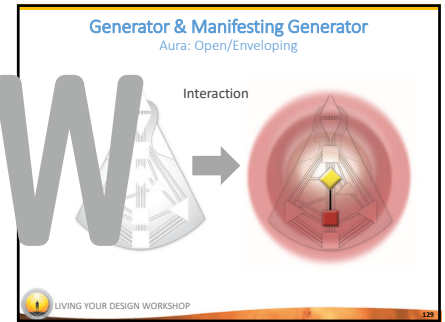 Generator & Manifesting Generator
Aura: Open/Enveloping
Interaction
W
LIVING YOUR DESIGN WORKSHOP
129